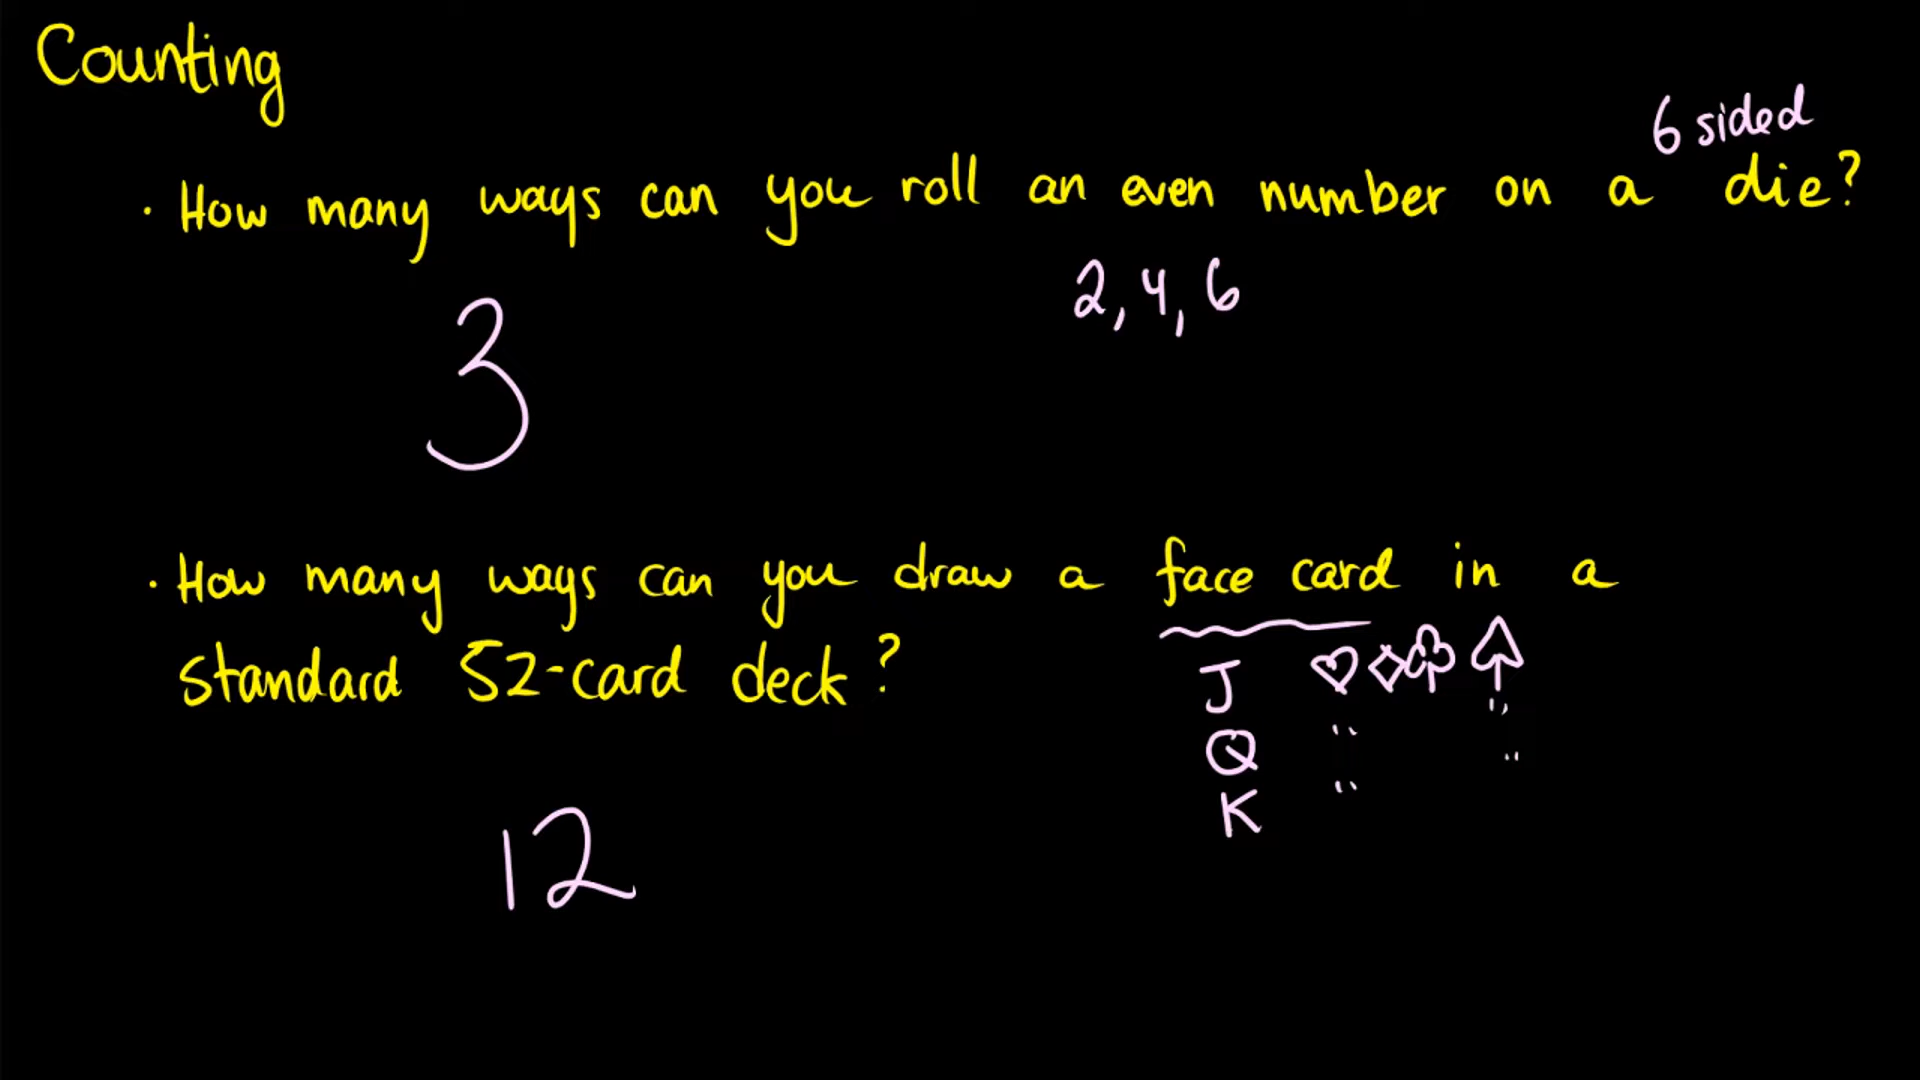 Counting
6 sided
· How many ways can you roll an even number on a die?
2, 4, 6
3
· How many ways can you draw a face card in a
standard 52-card deck?
J ♡ ♢ ♧ ♤
Q " "
K " "
12